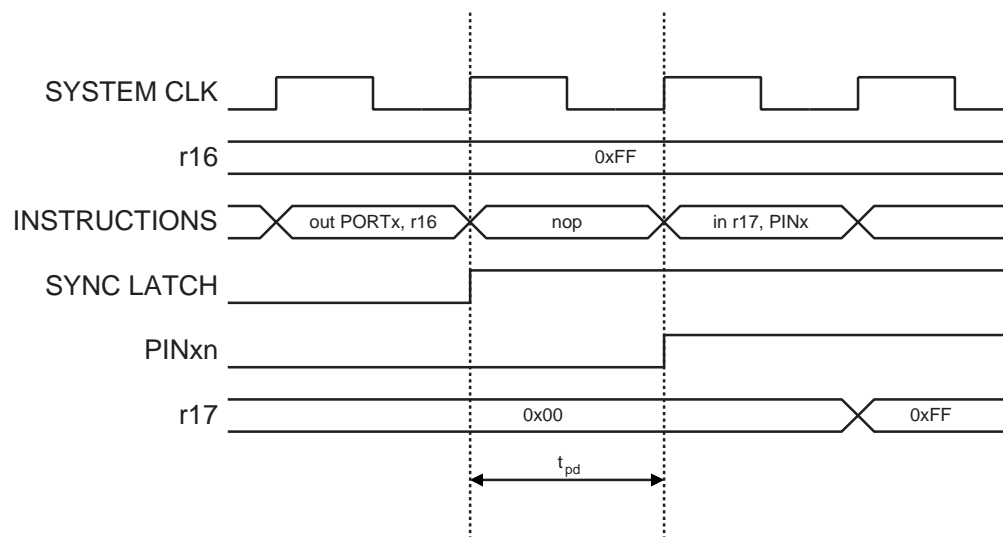 SYSTEM CLK
r16
0xFF
INSTRUCTIONS
out PORTx, r16
nop
in r17, PINx
SYNC LATCH
PINxn
r17
0x00
0xFF
tpd